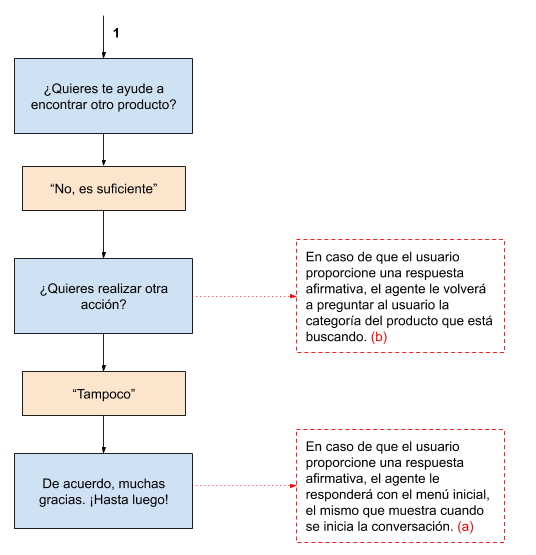 1
¿Quieres te ayude a
encontrar otro producto?
“No, es suficiente”
¿Quieres realizar otra
acción?
En caso de que el usuario
proporcione una respuesta
afirmativa, el agente le volverá
a preguntar al usuario la
categoría del producto que está
buscando. (b)
“Tampoco”
De acuerdo, muchas
gracias. ¡Hasta luego!
En caso de que el usuario
proporcione una respuesta
afirmativa, el agente le
responderá con el menú inicial,
el mismo que muestra cuando
se inicia la conversación. (a)